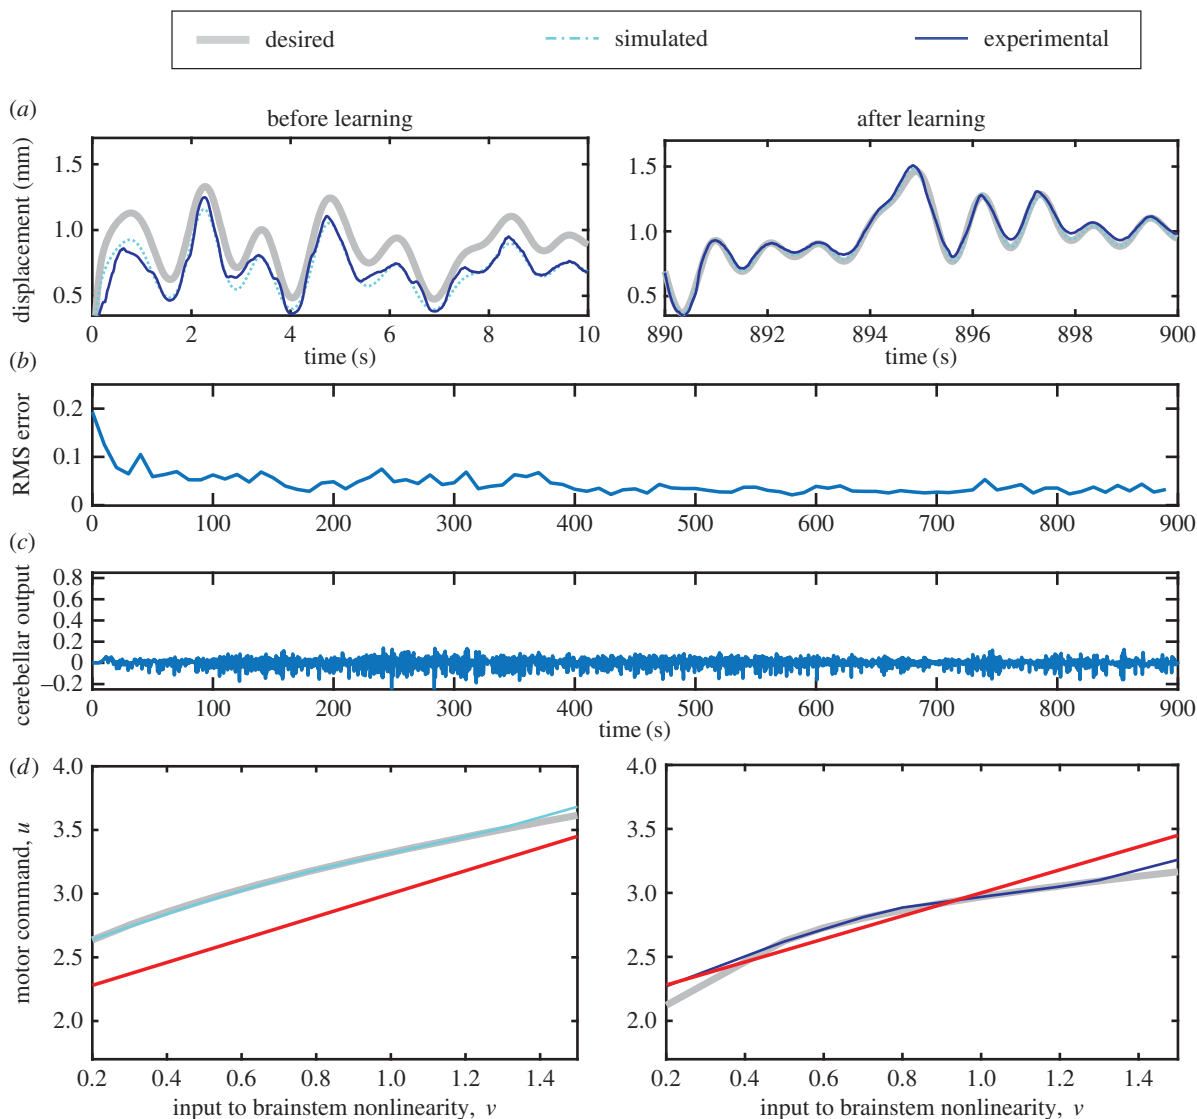 desired simulated experimental
(a)
before learning after learning
displacement (mm)
1.5 1.5
1.0 1.0
0.5 0.5
0 2 4 6 8 10 890 892 894 896 898 900
time (s) time (s)
(b)
RMS error
0.2
0.1
0
0 100 200 300 400 500 600 700 800 900
(c)
cerebellar output
0.8
0.6
0.4
0.2
0
−0.2
0 100 200 300 400 500 600 700 800 900
time (s)
(d)
motor command, u
4.0 4.0
3.5 3.5
3.0 3.0
2.5 2.5
2.0 2.0
0.2 0.4 0.6 0.8 1.0 1.2 1.4 0.2 0.4 0.6 0.8 1.0 1.2 1.4
input to brainstem nonlinearity, v input to brainstem nonlinearity, v